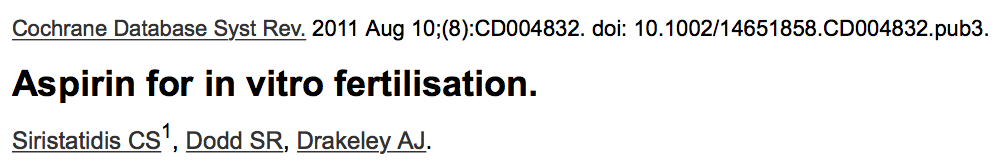 Cochrane Database Syst Rev. 2011 Aug 10;(8):CD004832. doi: 10.1002/14651858.CD004832.pub3.
Aspirin for in vitro fertilisation.
Siristatidis CS1, Dodd SR, Drakeley AJ.